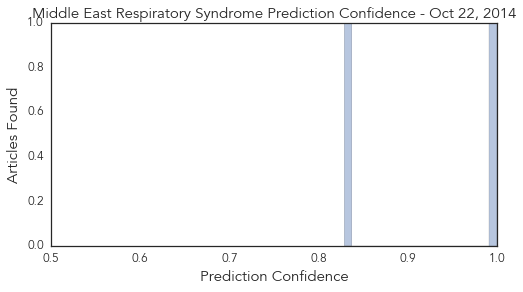 Middle East Respiratory Syndrome Prediction Confidence - Oct 22, 2014
1.0
0.8
0.6
0.4
0.2
0.0
Articles Found
0.5 0.6 0.7 0.8 0.9 1.0
Prediction Confidence